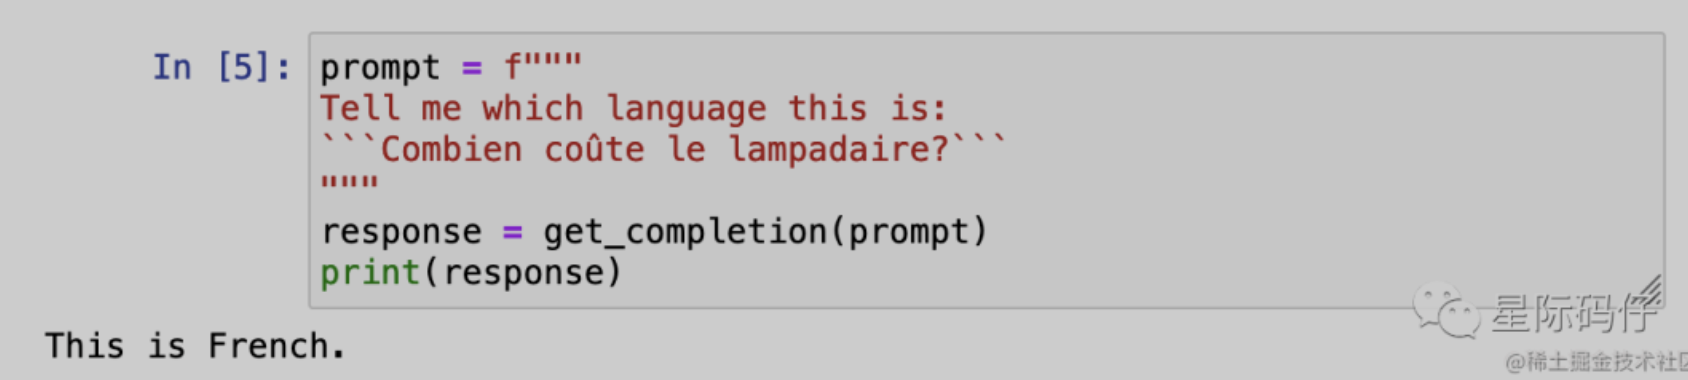 In [5]: prompt = f"""
Tell me which language this is:
```Combien coûte le lampadaire?```
"""
response = get_completion(prompt)
print(response)
This is French.
星际码仔
@稀土掘金技术社区